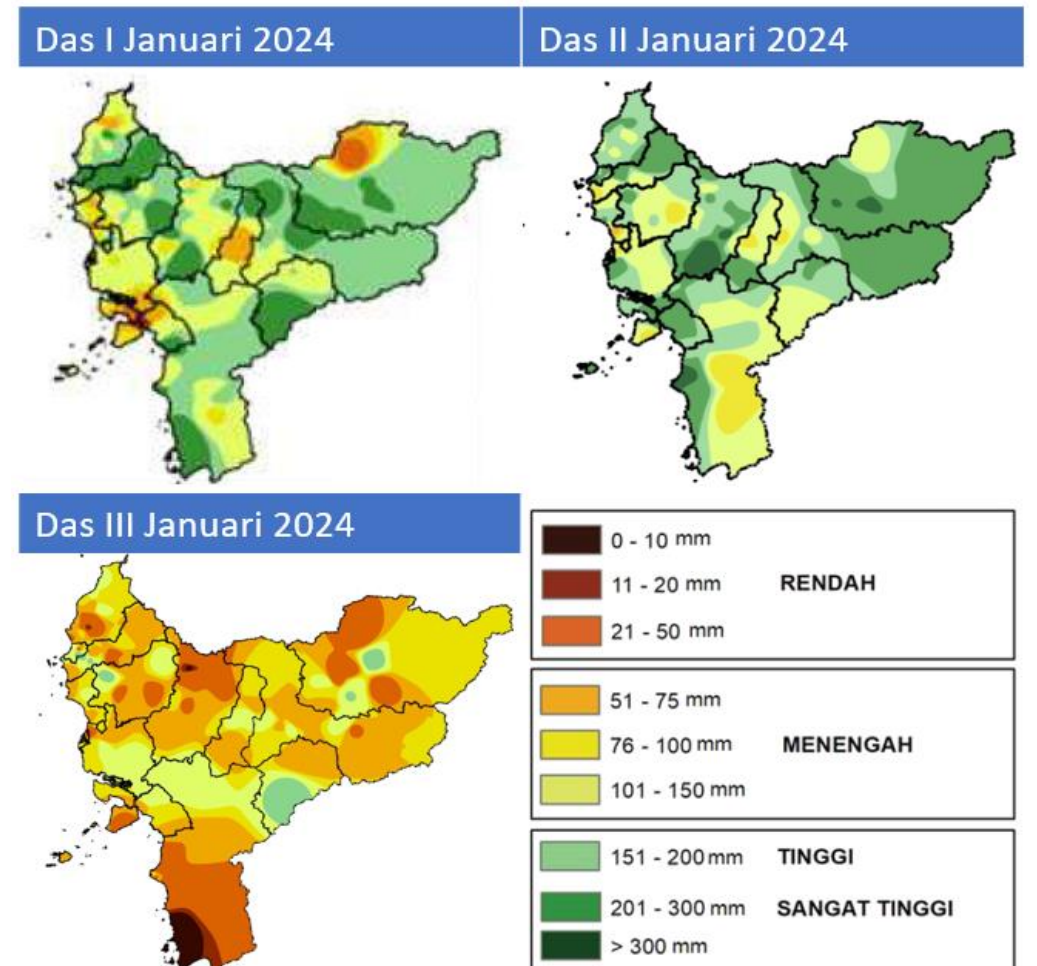 Das I Januari 2024
Das II Januari 2024
Das III Januari 2024
0 - 10 mm
11 - 20 mm RENDAH
21 - 50 mm
51 - 75 mm
76 - 100 mm MENENGAH
101 - 150 mm
151 - 200 mm TINGGI
201 - 300 mm SANGAT TINGGI
> 300 mm